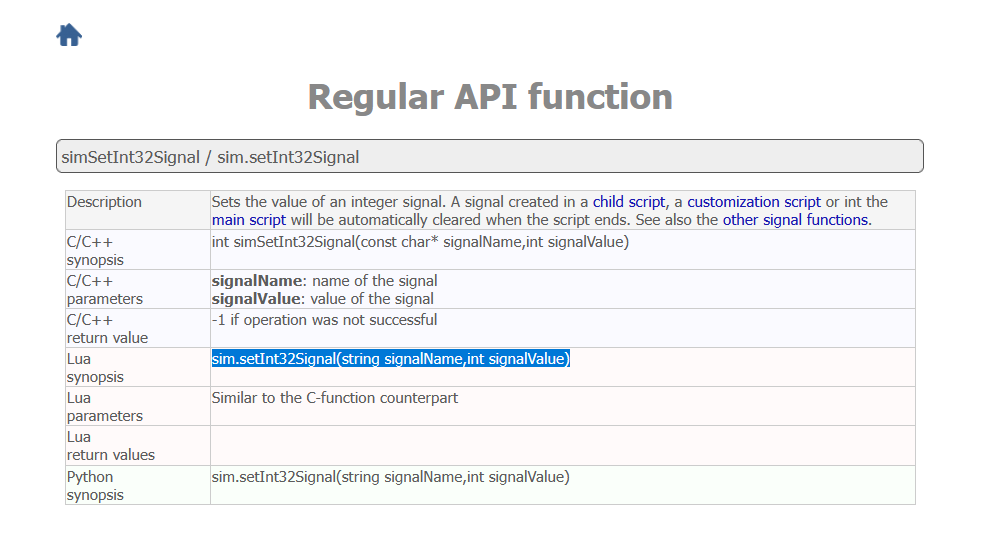 Regular API function
simSetInt32Signal / sim.setInt32Signal
Description
Sets the value of an integer signal. A signal created in a child script, a customization script or int the
main script will be automatically cleared when the script ends. See also the other signal functions.
C/C++
synopsis
int simSetInt32Signal(const char* signalName,int signalValue)
C/C++
parameters
signalName: name of the signal
signalValue: value of the signal
C/C++
return value
-1 if operation was not successful
Lua
synopsis
sim.setInt32Signal(string signalName,int signalValue)
Lua
parameters
Similar to the C-function counterpart
Lua
return values
Python
synopsis
sim.setInt32Signal(string signalName,int signalValue)